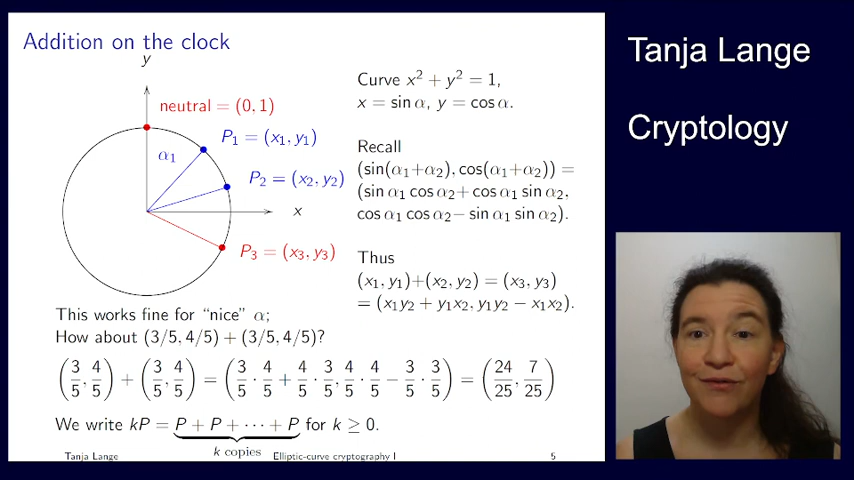 Addition on the clock
y
neutral = (0, 1)
P₁ = (x₁, y₁)
α₁
P₂ = (x₂, y₂)
x
P₃ = (x₃, y₃)
Curve x² + y² = 1,
x = sin α, y = cos α.
Recall
(sin(α₁+α₂), cos(α₁+α₂)) =
(sin α₁ cos α₂ + cos α₁ sin α₂,
cos α₁ cos α₂ − sin α₁ sin α₂).
Thus
(x₁, y₁)+(x₂, y₂) = (x₃, y₃)
= (x₁y₂ + y₁x₂, y₁y₂ − x₁x₂).
This works fine for “nice” α;
How about (3/5, 4/5) + (3/5, 4/5)?
(3/5, 4/5) + (3/5, 4/5) = (3/5 · 4/5 + 4/5 · 3/5, 4/5 · 4/5 − 3/5 · 3/5) = (24/25, 7/25)
We write kP = P + P + ⋯ + P for k ≥ 0.
k copies
Tanja Lange Elliptic-curve cryptography I 5
Tanja Lange
Cryptology